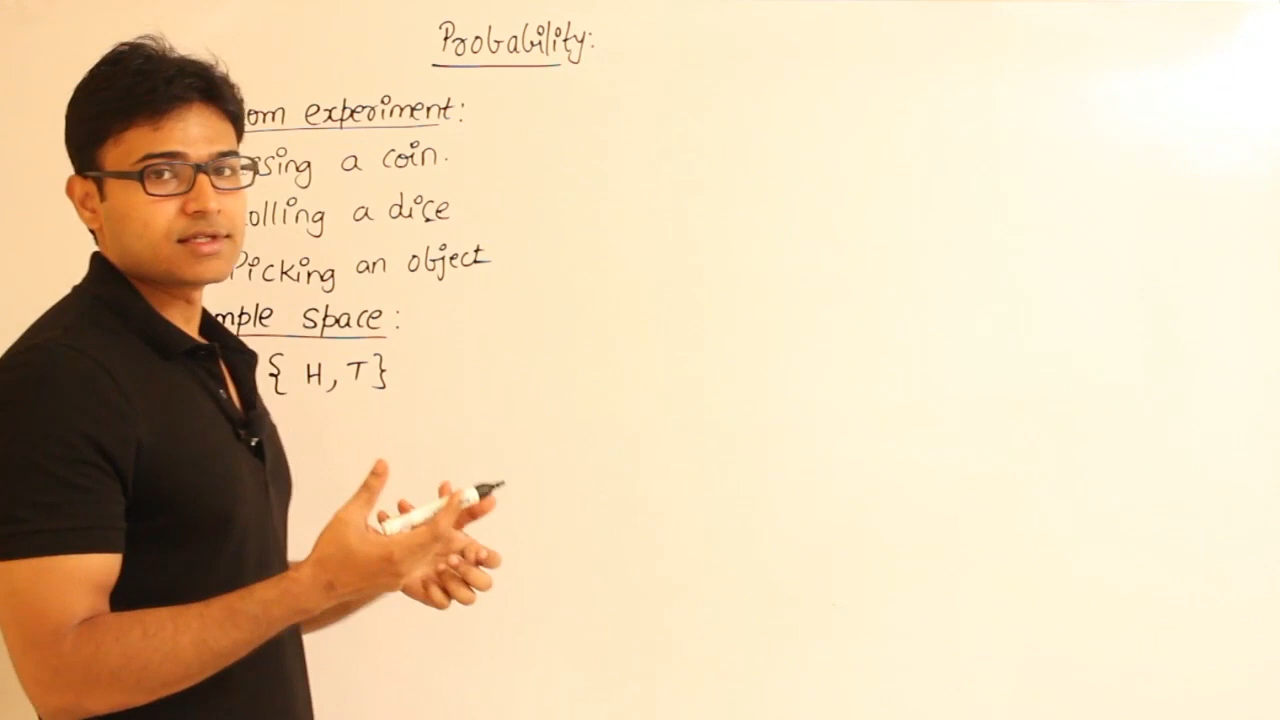 Probability:
om experiment:
sing a coin.
olling a dice
Picking an object
mple space:
{ H, T}